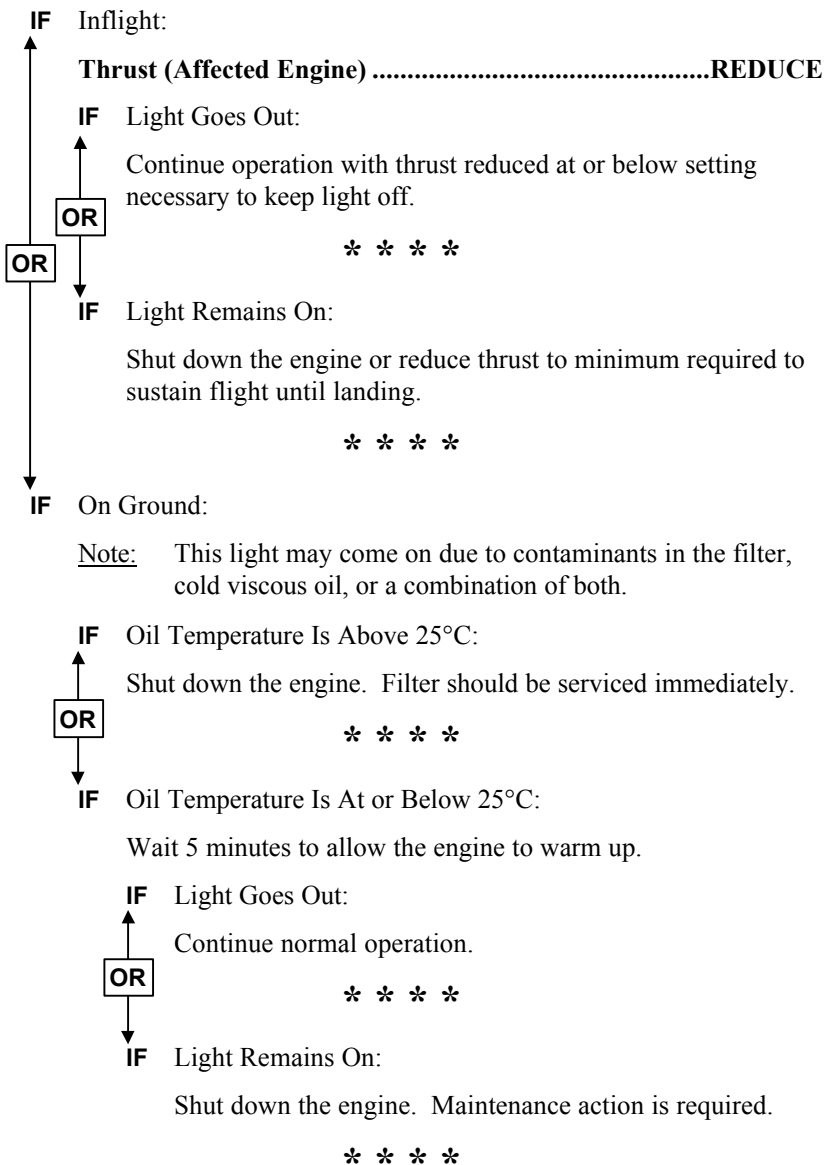 IF Inflight:
Thrust (Affected Engine) ................................................REDUCE
IF Light Goes Out:
Continue operation with thrust reduced at or below setting
necessary to keep light off.
OR
* * * *
OR
IF Light Remains On:
Shut down the engine or reduce thrust to minimum required to
sustain flight until landing.
* * * *
IF On Ground:
Note: This light may come on due to contaminants in the filter,
cold viscous oil, or a combination of both.
IF Oil Temperature Is Above 25°C:
Shut down the engine. Filter should be serviced immediately.
OR
* * * *
IF Oil Temperature Is At or Below 25°C:
Wait 5 minutes to allow the engine to warm up.
IF Light Goes Out:
Continue normal operation.
OR
* * * *
IF Light Remains On:
Shut down the engine. Maintenance action is required.
* * * *